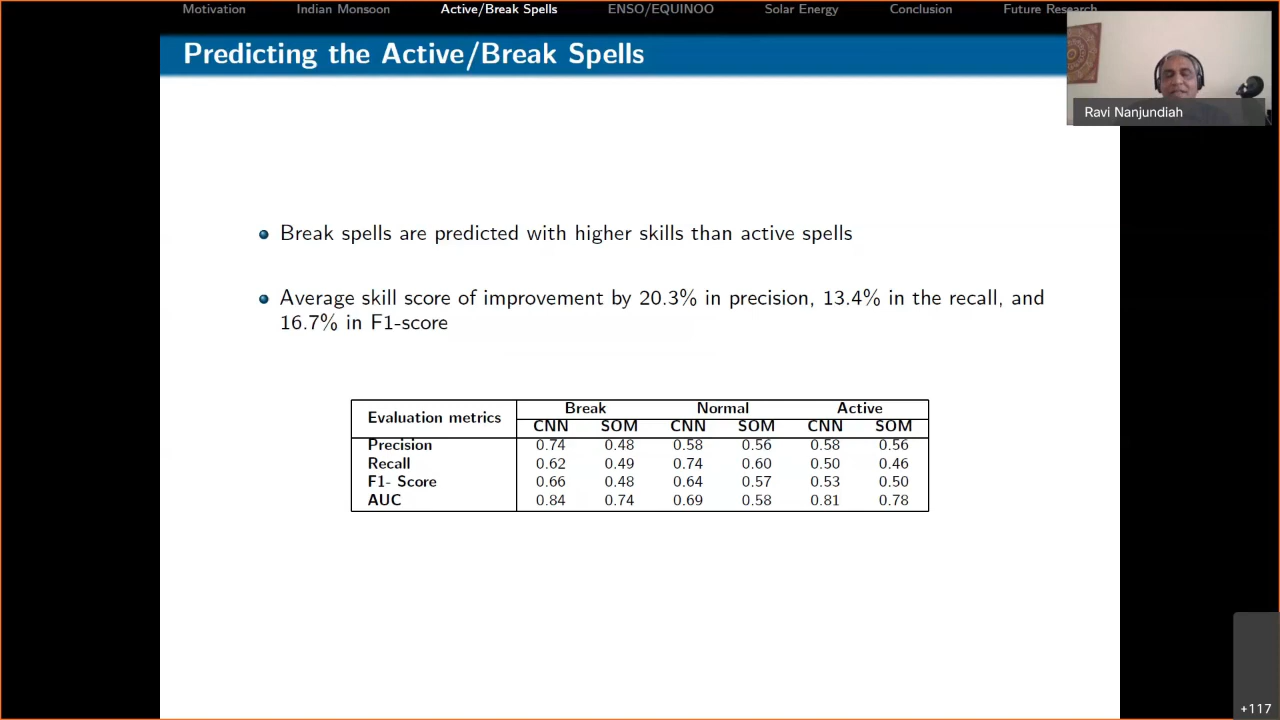 Motivation Indian Monsoon Active/Break Spells ENSO/EQUINOO Solar Energy Conclusion Future Research
Predicting the Active/Break Spells
Ravi Nanjundiah
Break spells are predicted with higher skills than active spells
Average skill score of improvement by 20.3% in precision, 13.4% in the recall, and
16.7% in F1-score
Evaluation metrics Break Normal Active
CNN SOM CNN SOM CNN SOM
Precision 0.74 0.48 0.58 0.56 0.58 0.56
Recall 0.62 0.49 0.74 0.60 0.50 0.46
F1- Score 0.66 0.48 0.64 0.57 0.53 0.50
AUC 0.84 0.74 0.69 0.58 0.81 0.78
+117